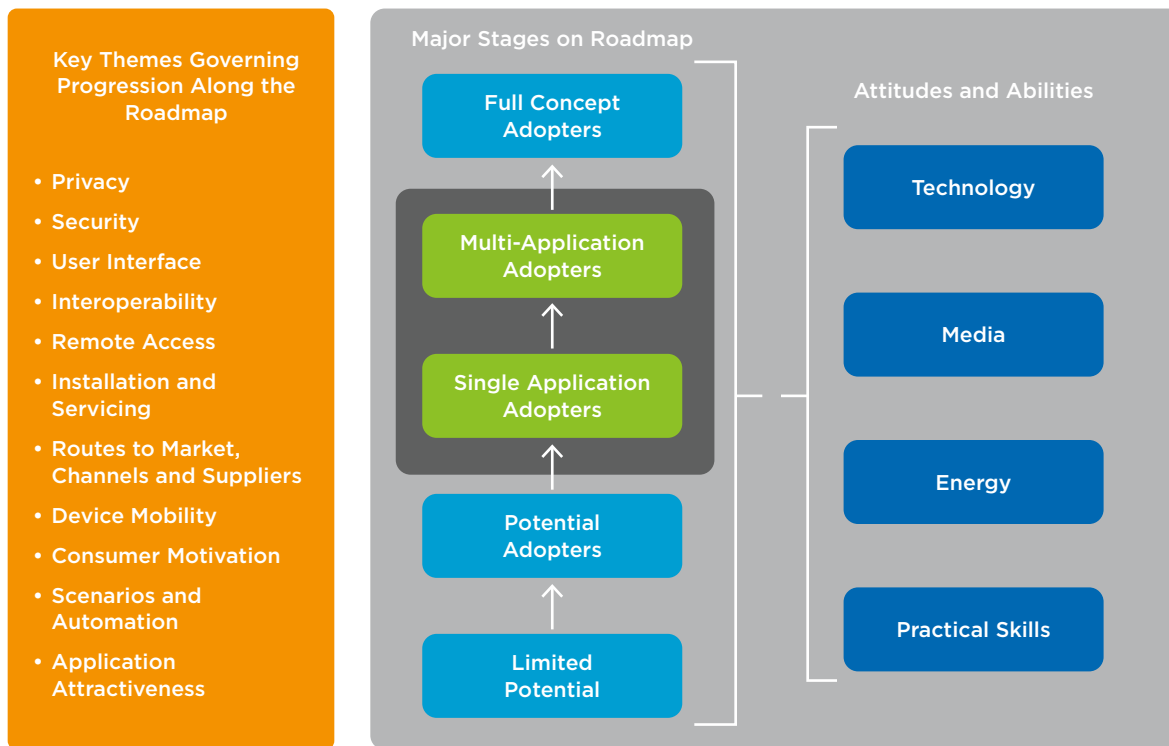 Key Themes Governing
Progression Along the
Roadmap
• Privacy
• Security
• User Interface
• Interoperability
• Remote Access
• Installation and
Servicing
• Routes to Market,
Channels and Suppliers
• Device Mobility
• Consumer Motivation
• Scenarios and
Automation
• Application
Attractiveness
Major Stages on Roadmap
Full Concept
Adopters
Multi-Application
Adopters
Single Application
Adopters
Potential
Adopters
Limited
Potential
Attitudes and Abilities
Technology
Media
Energy
Practical Skills